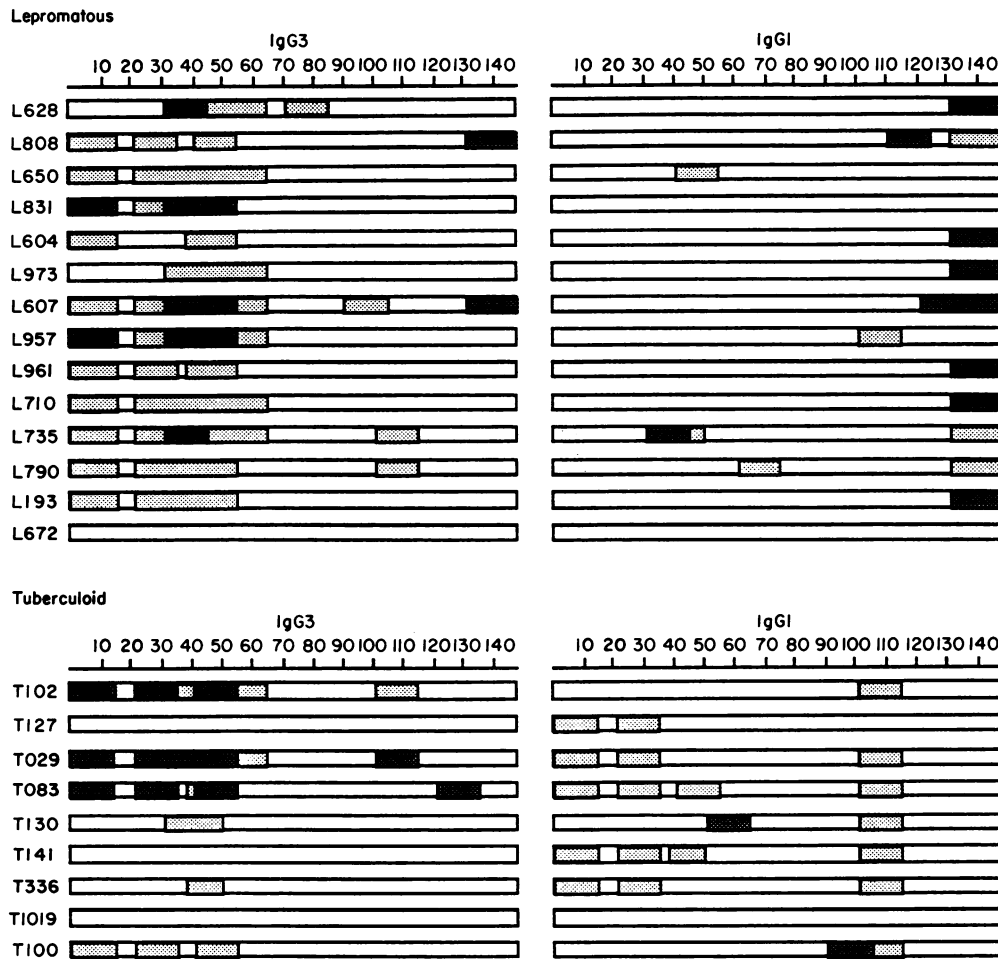 Lepromatous
IgG3 IgG1
10 20 30 40 50 60 70 80 90 100 110 120 130 140 10 20 30 40 50 60 70 80 90 100 110 120 130 140
L628
L808
L650
L831
L604
L973
L607
L957
L961
L710
L735
L790
L193
L672
Tuberculoid
IgG3 IgG1
10 20 30 40 50 60 70 80 90 100 110 120 130 140 10 20 30 40 50 60 70 80 90 100 110 120 130 140
T102
T127
T029
T083
T130
T141
T336
T1019
T100